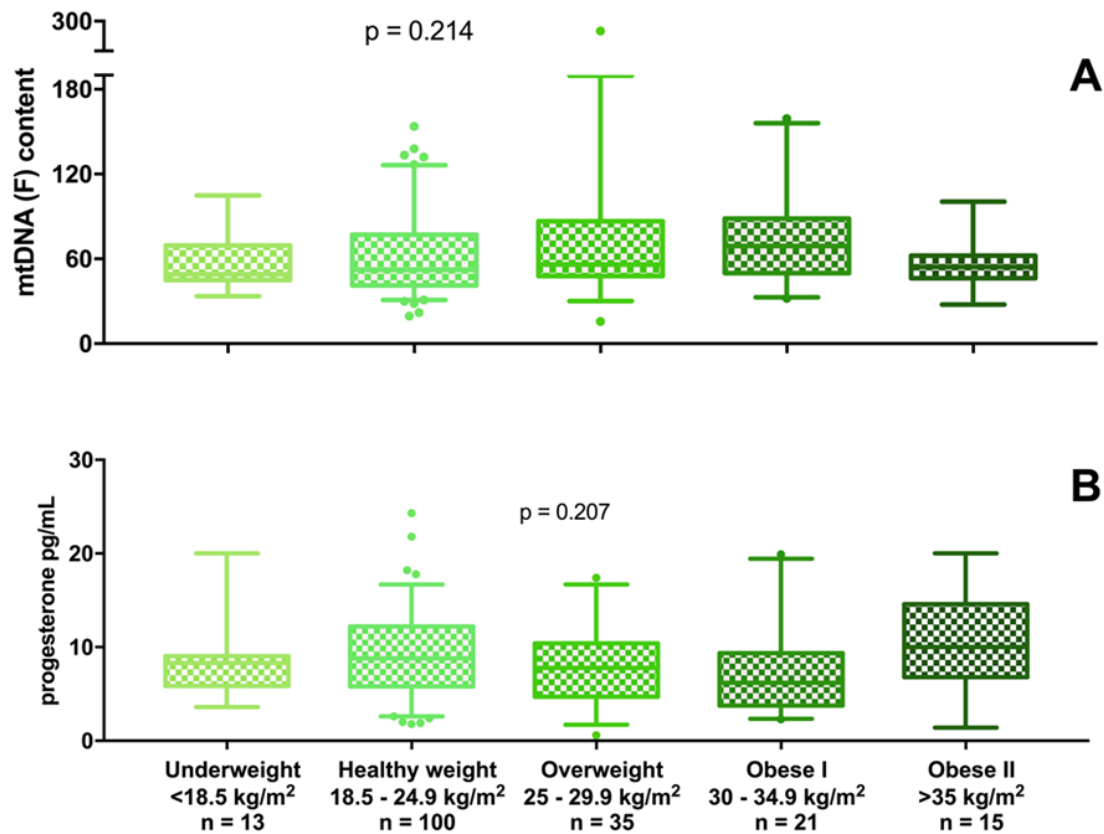 A
p = 0.214
mtDNA (F) content
300
180
120
60
0
B
p = 0.207
progesterone pg/mL
30
20
10
0
Underweight
<18.5 kg/m²
n = 13
Healthy weight
18.5 - 24.9 kg/m²
n = 100
Overweight
25 - 29.9 kg/m²
n = 35
Obese I
30 - 34.9 kg/m²
n = 21
Obese II
>35 kg/m²
n = 15